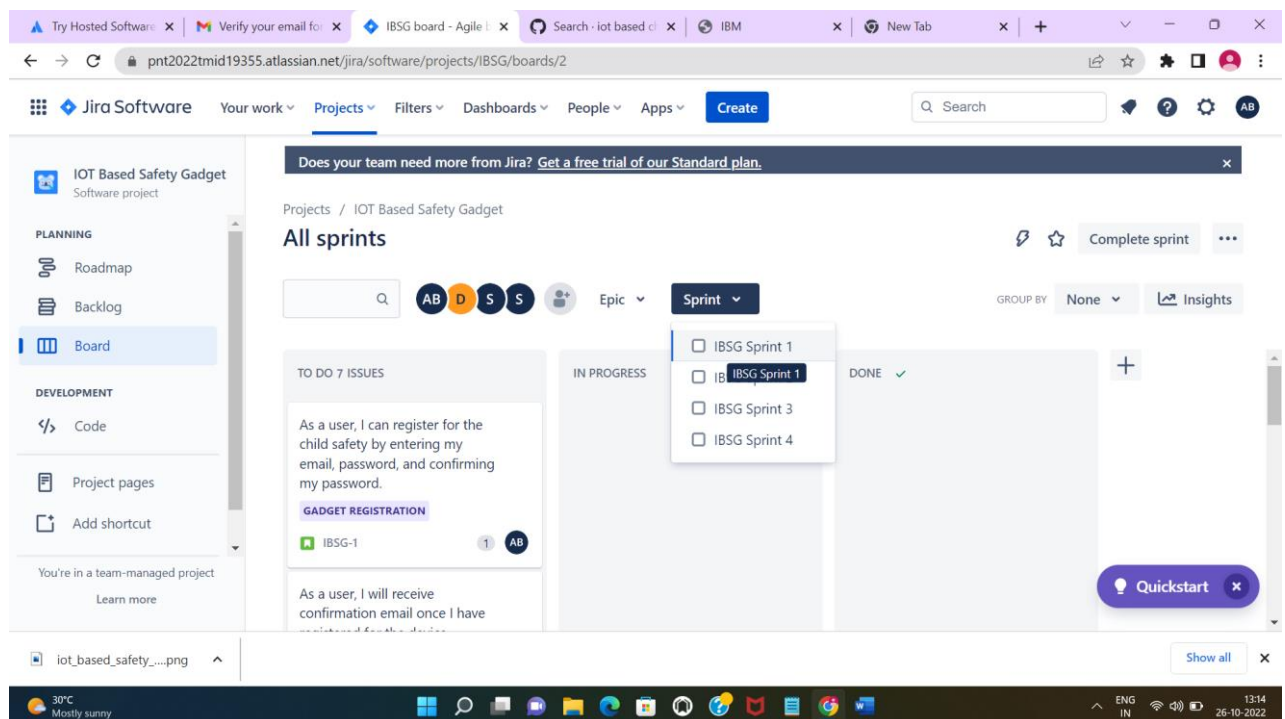 Try Hosted Software
Verify your email for
IBSG board - Agile b
Search · iot based c
IBM
New Tab
pnt2022tmid19355.atlassian.net/jira/software/projects/IBSG/boards/2
Jira Software
Your work
Projects
Filters
Dashboards
People
Apps
Create
Search
AB
IOT Based Safety Gadget
Software project
PLANNING
Roadmap
Backlog
Board
DEVELOPMENT
Code
Project pages
Add shortcut
You're in a team-managed project
Learn more
Does your team need more from Jira? Get a free trial of our Standard plan.
Projects / IOT Based Safety Gadget
All sprints
Complete sprint
AB D S S
Epic
Sprint
GROUP BY None
Insights
IBSG Sprint 1
IBSG Sprint 1
IBSG Sprint 3
IBSG Sprint 4
TO DO 7 ISSUES
IN PROGRESS
DONE
As a user, I can register for the
child safety by entering my
email, password, and confirming
my password.
GADGET REGISTRATION
IBSG-1 1 AB
As a user, I will receive
confirmation email once I have
registered for the device
Quickstart
iot_based_safety_....png
Show all
30°C
Mostly sunny
ENG
IN
13:14
26-10-2022